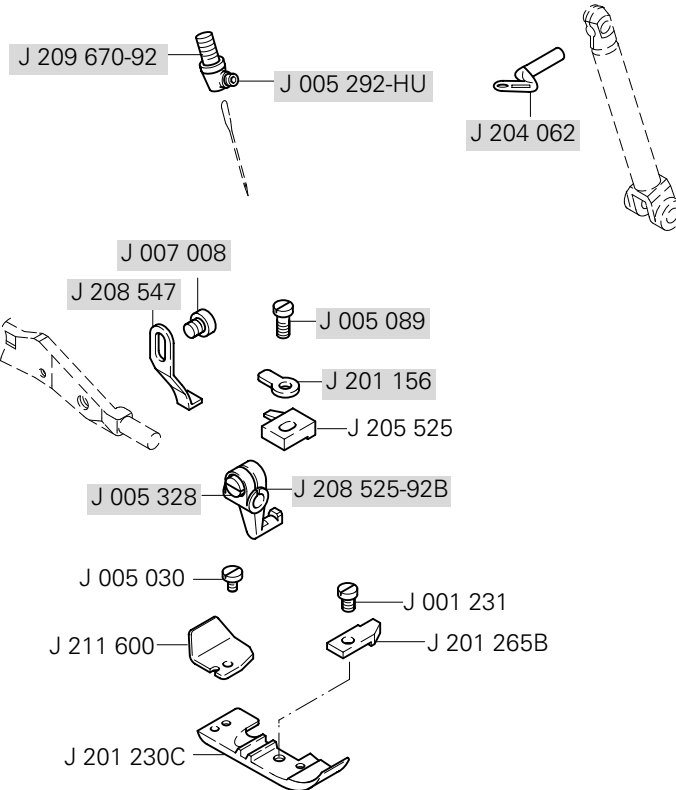 J 209 670-92
J 005 292-HU
J 204 062
J 007 008
J 208 547
J 005 089
J 201 156
J 205 525
J 005 328
J 208 525-92B
J 005 030
J 001 231
J 211 600
J 201 265B
J 201 230C